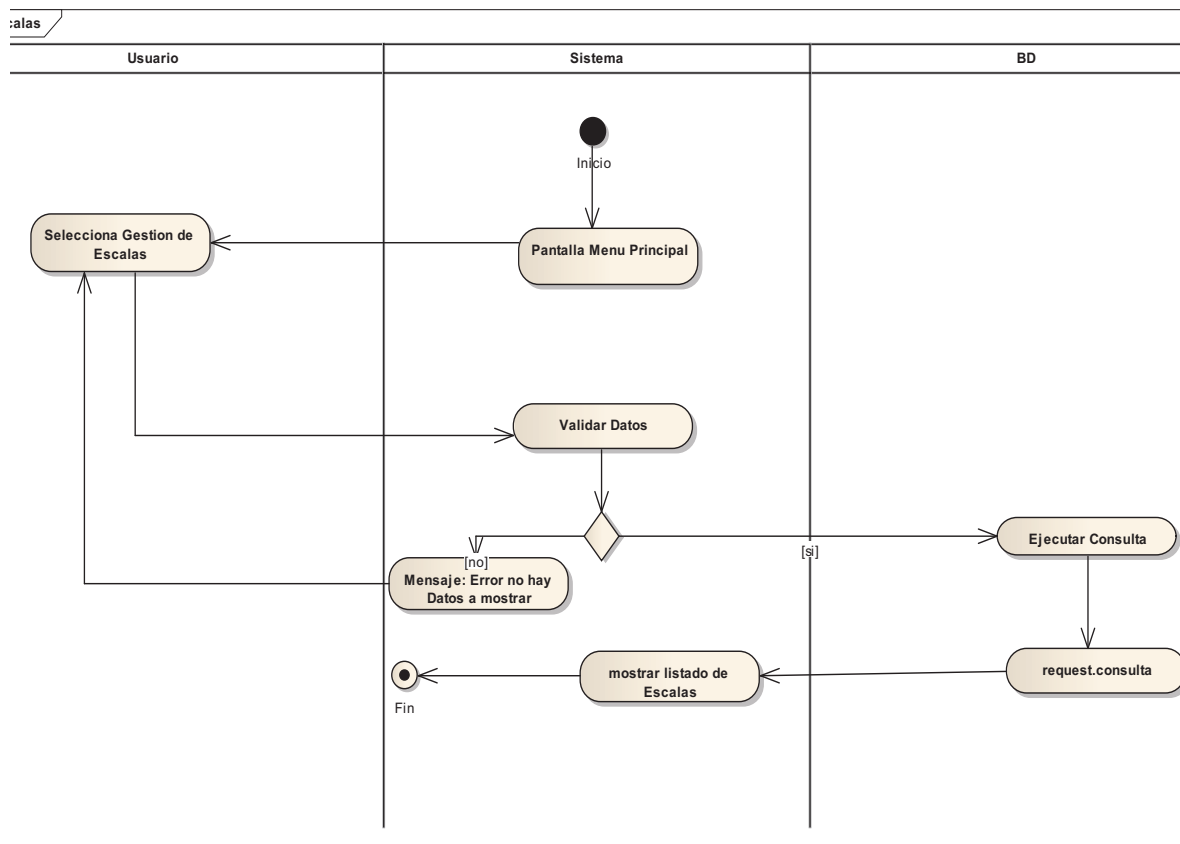 calas
Usuario
Sistema
BD
Inicio
Selecciona Gestion de
Escalas
Pantalla Menu Principal
Validar Datos
Ejecutar Consulta
[si]
[no]
Mensaje: Error no hay
Datos a mostrar
mostrar listado de
Escalas
request.consulta
Fin